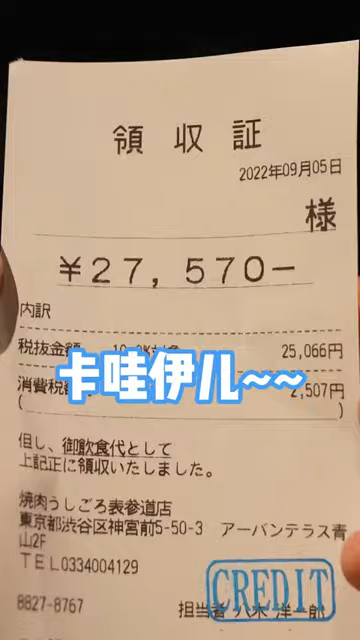 領収証
2022年09月05日
様
¥27,570-
内訳
税抜金額 25,066円
消費税 2,507円
(                    )
卡哇伊儿~~
但し、御飲食代として
上記正に領収いたしました。
焼肉うしごろ表参道店
東京都渋谷区神宮前5-50-3 アーバンテラス青
山2F
TEL0334004129
CREDIT
8827-8767 担当者 八木 洋一郎